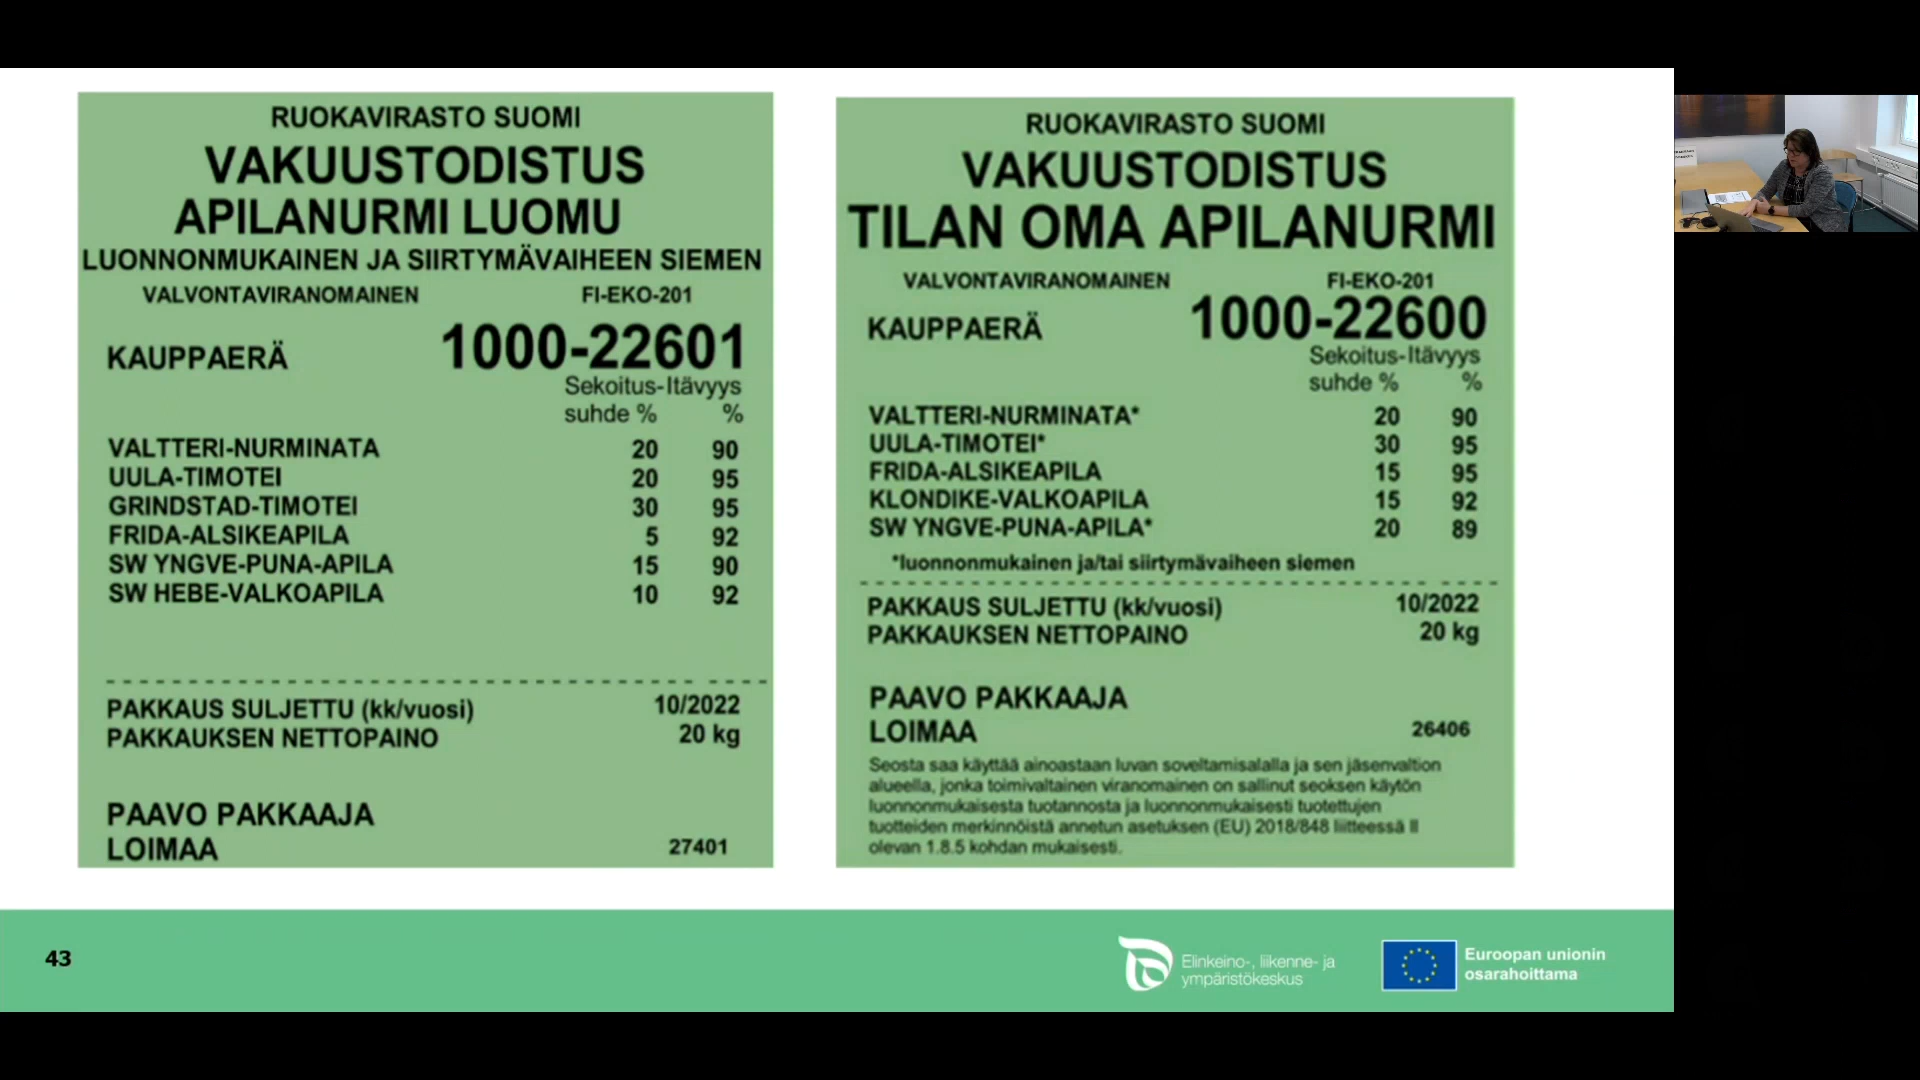 RUOKAVIRASTO SUOMI
VAKUUSTODISTUS
APILANURMI LUOMU
LUONNONMUKAINEN JA SIIRTYMÄVAIHEEN SIEMEN
VALVONTAVIRANOMAINEN FI-EKO-201
KAUPPAERÄ 1000-22601
Sekoitus- Itävyys
suhde % %
VALTTERI-NURMINATA 20 90
UULA-TIMOTEI 20 95
GRINDSTAD-TIMOTEI 30 95
FRIDA-ALSIKEAPILA 5 92
SW YNGVE-PUNA-APILA 15 90
SW HEBE-VALKOAPILA 10 92
PAKKAUS SULJETTU (kk/vuosi) 10/2022
PAKKAUKSEN NETTOPAINO 20 kg
PAAVO PAKKAAJA
LOIMAA 27401
RUOKAVIRASTO SUOMI
VAKUUSTODISTUS
TILAN OMA APILANURMI
VALVONTAVIRANOMAINEN FI-EKO-201
KAUPPAERÄ 1000-22600
Sekoitus- Itävyys
suhde % %
VALTTERI-NURMINATA* 20 90
UULA-TIMOTEI* 30 95
FRIDA-ALSIKEAPILA 15 95
KLONDIKE-VALKOAPILA 15 92
SW YNGVE-PUNA-APILA* 20 89
*luonnonmukainen ja/tai siirtymävaiheen siemen
PAKKAUS SULJETTU (kk/vuosi) 10/2022
PAKKAUKSEN NETTOPAINO 20 kg
PAAVO PAKKAAJA
LOIMAA 26406
Seosta saa käyttää ainoastaan luvan soveltamisalalla ja sen jäsenvaltion
alueella, jonka toimivaltainen viranomainen on sallinut seoksen käytön
luonnonmukaisesta tuotannosta ja luonnonmukaisesti tuotettujen
tuotteiden merkinnöistä annetun asetuksen (EU) 2018/848 liitteessä II
olevan 1.8.5 kohdan mukaisesti.
43
Elinkeino-, liikenne- ja
ympäristökeskus
Euroopan unionin
osarahoittama